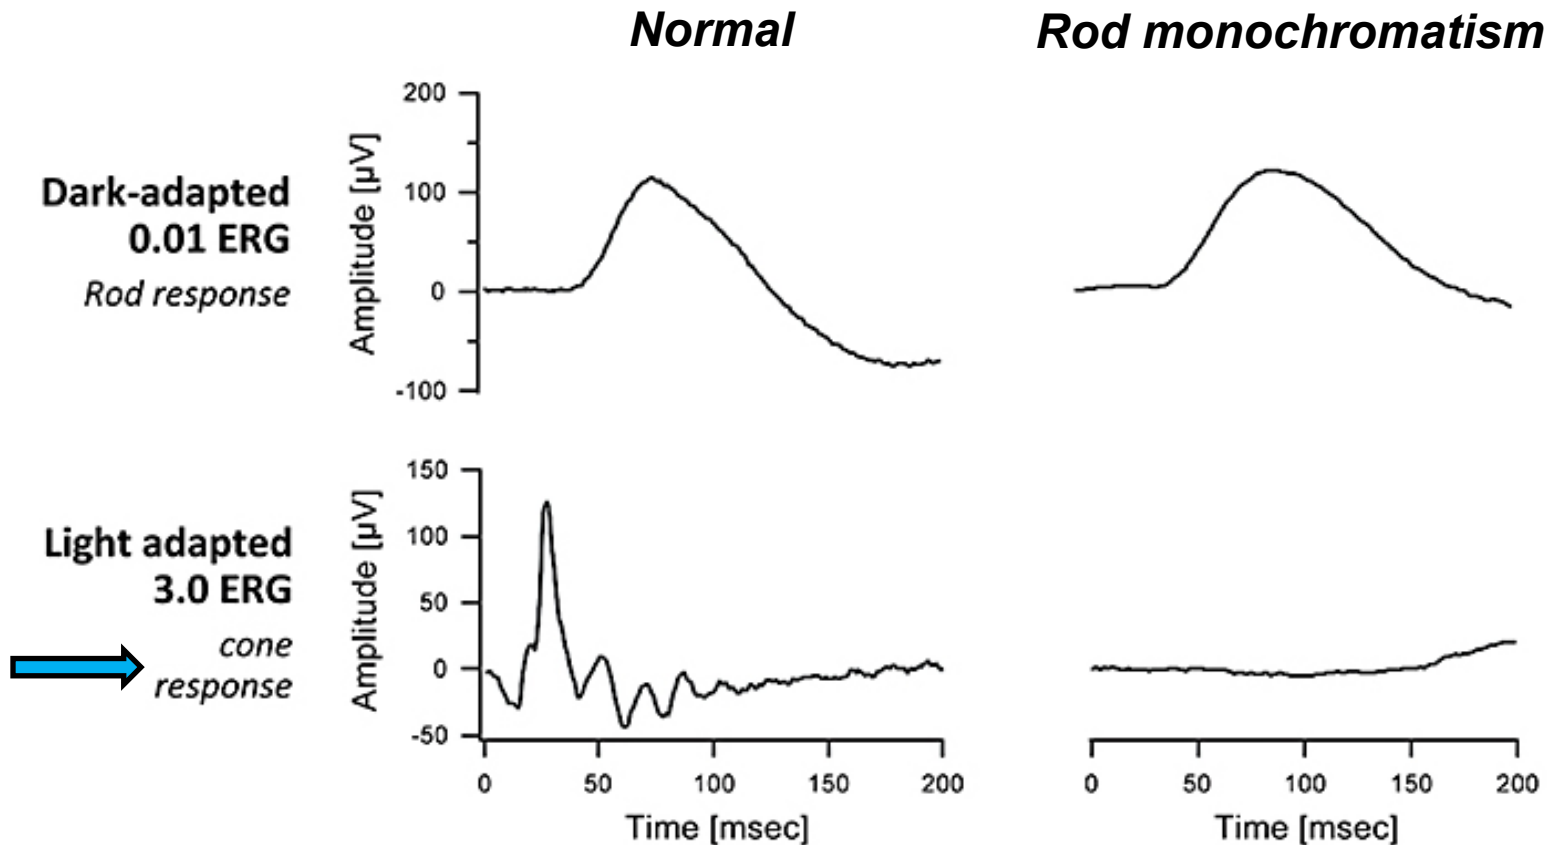 Normal
Rod monochromatism
Dark-adapted
0.01 ERG
Rod response
Amplitude [µV]
200
100
0
-100
Light adapted
3.0 ERG
cone
response
Amplitude [µV]
150
100
50
0
-50
0 50 100 150 200
Time [msec]
0 50 100 150 200
Time [msec]